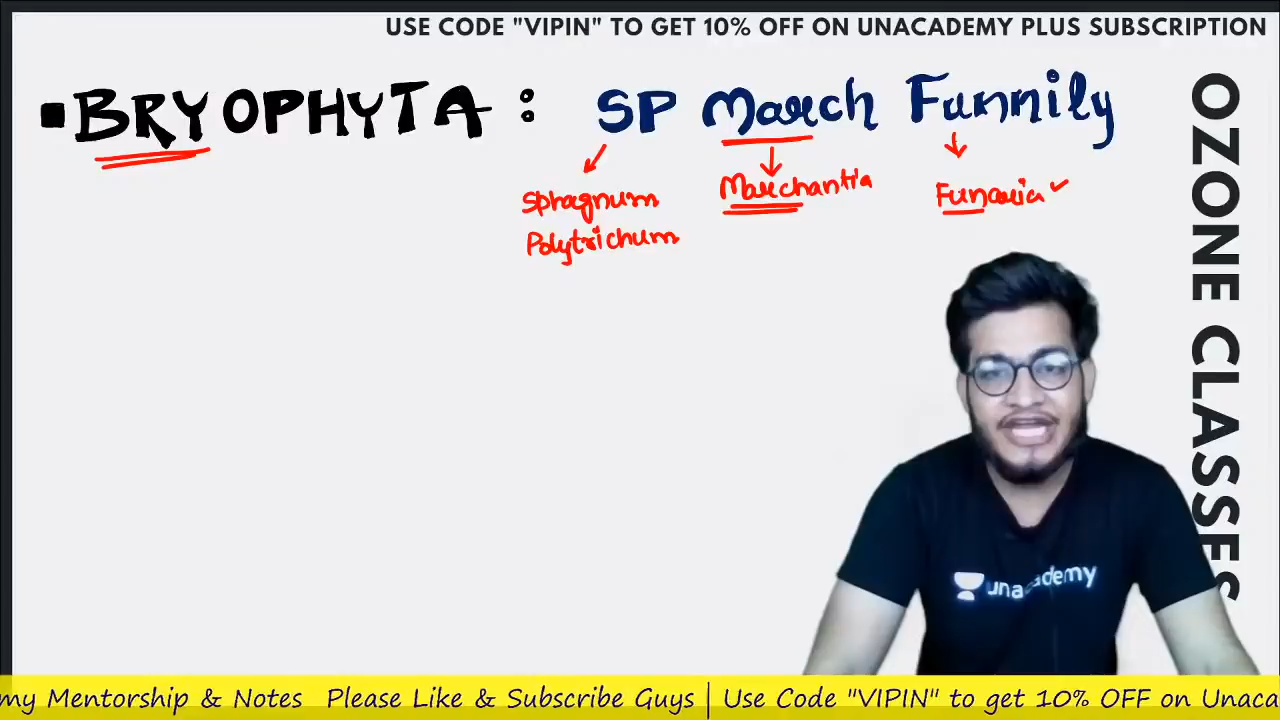 USE CODE "VIPIN" TO GET 10% OFF ON UNACADEMY PLUS SUBSCRIPTION
▪BRYOPHYTA : SP March Funnily
Sphagnum Marchantia Funaria ✓
Polytrichum
OZONE CLASSES
unacademy
my Mentorship & Notes Please Like & Subscribe Guys | Use Code "VIPIN" to get 10% OFF on Unaca